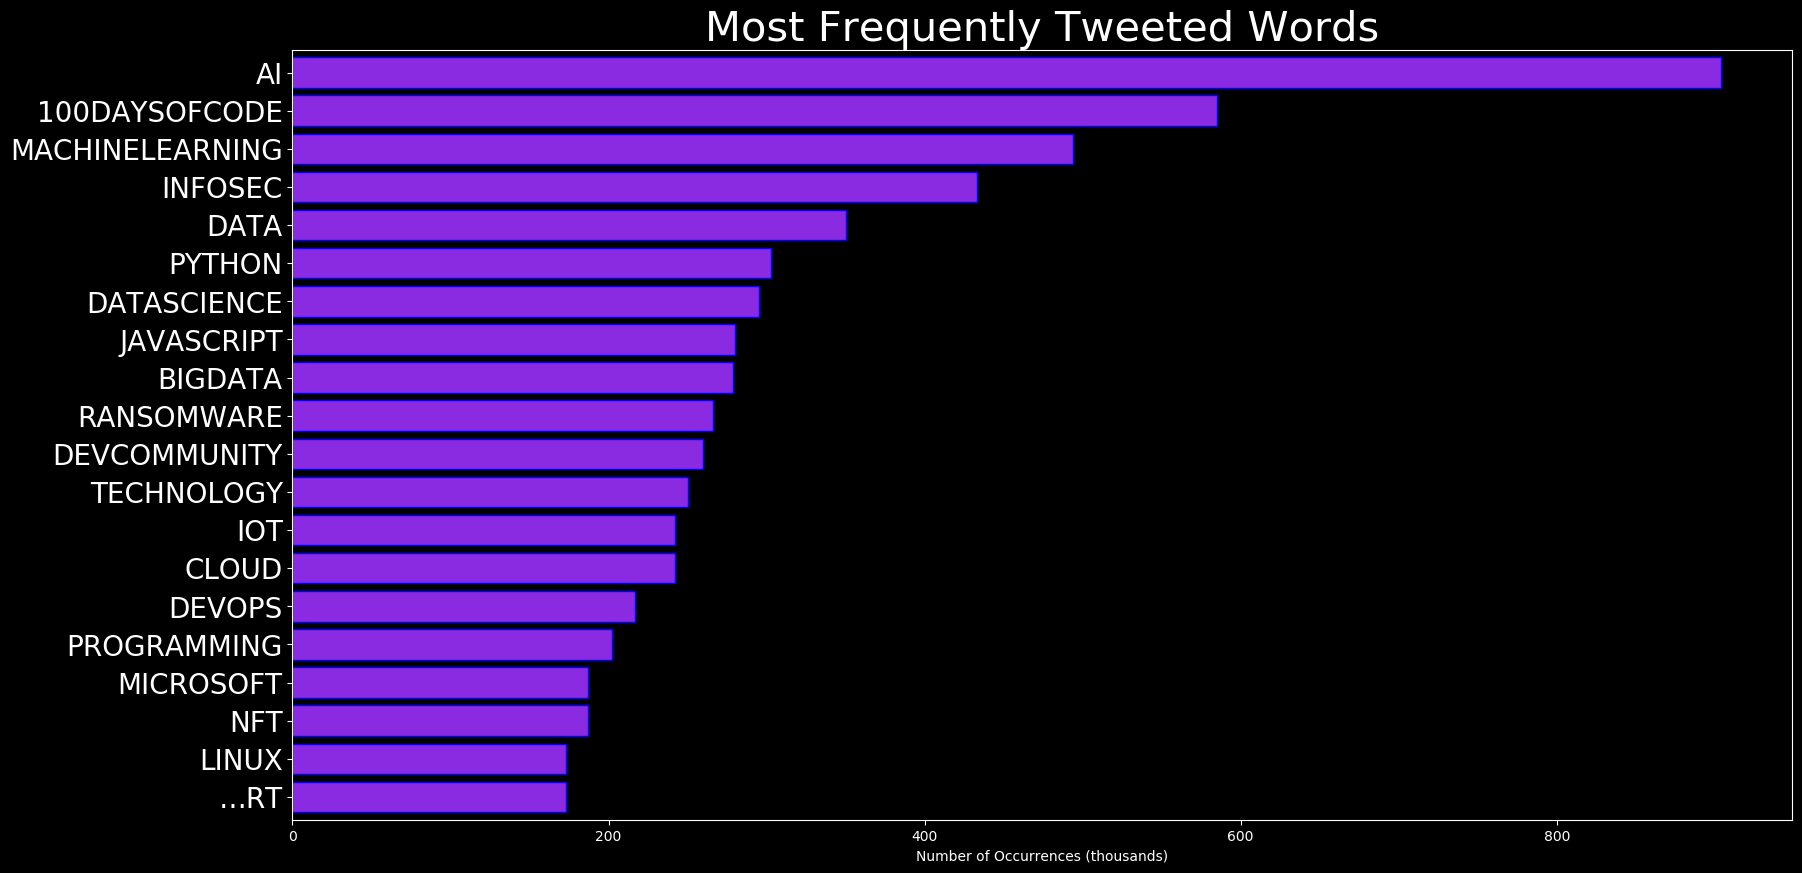 Most Frequently Tweeted Words
AI
100DAYSOFCODE
MACHINELEARNING
INFOSEC
DATA
PYTHON
DATASCIENCE
JAVASCRIPT
BIGDATA
RANSOMWARE
DEVCOMMUNITY
TECHNOLOGY
IOT
CLOUD
DEVOPS
PROGRAMMING
MICROSOFT
NFT
LINUX
…RT
0 200 400 600 800
Number of Occurrences (thousands)